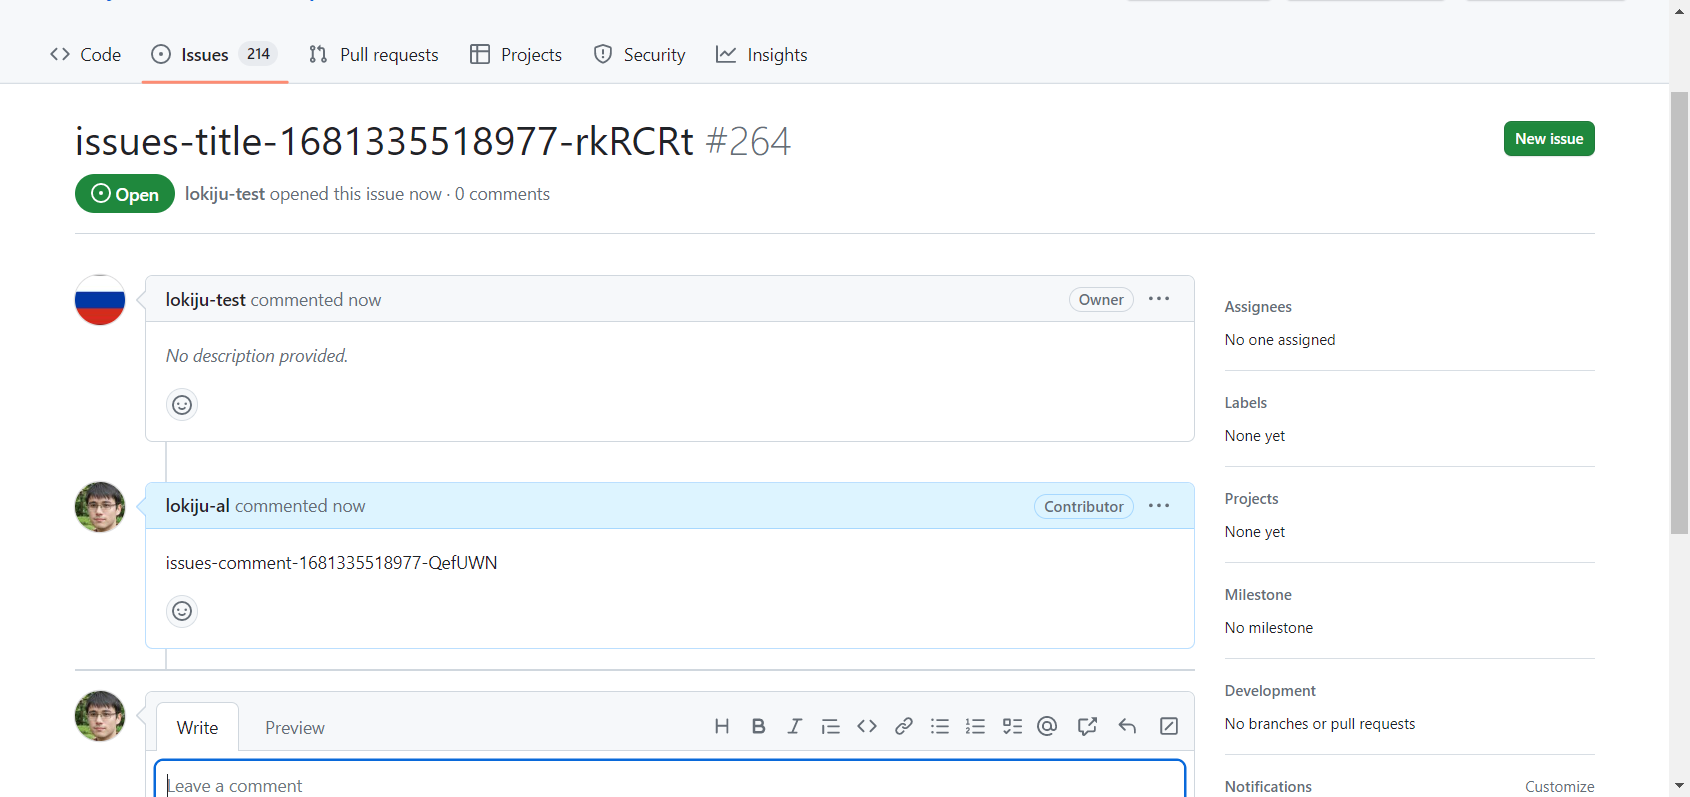 Code Issues 214 Pull requests Projects Security Insights
issues-title-1681335518977-rkRCRt #264
New issue
Open lokiju-test opened this issue now · 0 comments
lokiju-test commented now Owner
No description provided.
lokiju-al commented now Contributor
issues-comment-1681335518977-QefUWN
Write Preview
Leave a comment
Assignees
No one assigned
Labels
None yet
Projects
None yet
Milestone
No milestone
Development
No branches or pull requests
Notifications Customize